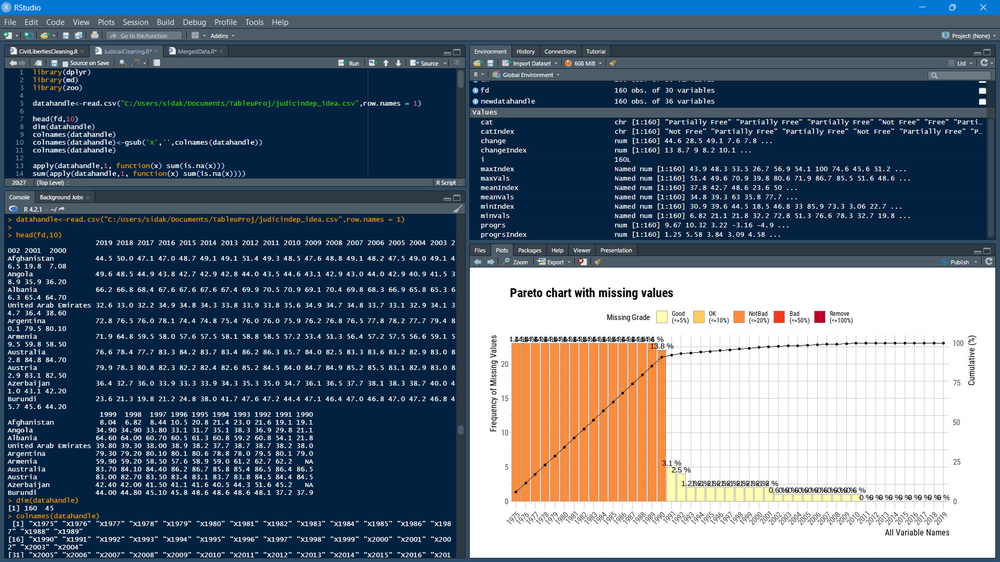 RStudio
File Edit Code View Plots Session Build Debug Profile Tools Help
Go to file/function Addins Project: (None)
CivilLibertiesCleaning.R JudicialCleaning.R* MergedData.R*
Source on Save Run Source
1 library(dplyr)
2 library(md)
3 library(zoo)
4
5 datahandle<-read.csv("C:/Users/sidak/Documents/TableuProj/judicindep_idea.csv",row.names = 1)
6
7 head(fd,10)
8 dim(datahandle)
9 colnames(datahandle)
10 colnames(datahandle)<-gsub('X','',colnames(datahandle))
11 colnames(datahandle)
12
13 apply(datahandle,1, function(x) sum(is.na(x)))
14 sum(apply(datahandle,1, function(x) sum(is.na(x))))
20:27 (Top Level) R Script
Console Background Jobs
R 4.2.1 · ~/
> datahandle<-read.csv("C:/Users/sidak/Documents/TableuProj/judicindep_idea.csv",row.names = 1)
>
> head(fd,10)
2019 2018 2017 2016 2015 2014 2013 2012 2011 2010 2009 2008 2007 2006 2005 2004 2003 2
002 2001 2000
Afghanistan 44.5 50.0 47.1 47.0 48.7 49.1 49.1 51.4 49.3 48.5 47.6 48.8 49.1 48.2 47.5 49.0 49.1 4
6.5 19.8 7.08
Angola 49.6 48.5 44.9 43.8 42.7 42.9 42.8 44.0 43.5 44.6 43.1 42.9 43.0 44.0 42.9 40.9 41.5 3
8.9 35.9 36.20
Albania 66.2 66.8 68.4 67.6 67.6 67.6 67.4 69.9 70.5 70.9 69.1 70.4 69.8 68.3 66.9 65.8 65.3 6
6.3 65.4 64.70
United Arab Emirates 32.6 33.0 32.2 34.9 34.8 34.3 33.8 33.9 33.8 35.6 34.9 34.7 34.8 33.7 33.1 32.9 34.1 3
4.7 36.4 38.60
Argentina 72.8 76.5 76.0 78.1 74.4 74.8 75.4 76.0 76.0 75.9 76.2 76.8 76.5 77.8 78.2 77.7 79.4 8
0.1 79.5 80.10
Armenia 71.9 64.8 59.5 58.0 57.6 57.5 58.1 58.8 58.5 57.2 53.4 51.3 56.4 57.2 57.5 56.6 59.1 5
9.5 59.8 58.50
Australia 76.6 78.4 77.7 83.3 84.2 83.7 83.4 86.2 86.3 85.7 84.0 82.5 83.3 83.6 83.2 82.9 83.0 8
2.8 84.8 84.70
Austria 79.9 78.3 80.8 82.3 82.2 82.4 82.6 85.2 84.5 84.0 84.7 84.9 85.2 85.5 83.1 82.9 83.0 8
2.9 83.1 82.50
Azerbaijan 36.4 32.7 36.0 33.9 33.3 33.9 34.3 35.3 35.0 34.7 36.1 36.5 37.7 38.1 38.3 38.7 40.0 4
1.0 43.1 42.20
Burundi 23.6 21.3 19.8 21.2 24.8 38.0 41.7 47.6 47.2 44.4 47.1 46.4 47.0 46.8 47.0 47.2 46.8 4
5.7 45.6 44.20
1999 1998 1997 1996 1995 1994 1993 1992 1991 1990
Afghanistan 8.04 6.82 8.44 10.5 20.8 21.4 23.0 21.6 19.1 19.1
Angola 34.90 34.90 33.80 33.1 31.7 35.1 38.3 36.9 29.8 21.1
Albania 64.60 64.00 60.70 60.5 61.3 60.8 59.2 60.8 54.1 21.8
United Arab Emirates 39.80 39.30 38.00 38.9 38.2 37.7 38.7 38.7 38.2 38.0
Argentina 79.30 79.20 80.10 80.1 80.6 78.8 78.0 79.5 80.1 79.0
Armenia 59.90 59.20 58.50 57.6 58.9 59.0 61.2 62.7 62.2 NA
Australia 83.70 84.10 84.40 86.2 86.7 85.8 85.4 86.5 86.4 86.5
Austria 83.00 82.70 83.50 83.4 83.1 83.7 83.8 84.5 84.4 84.5
Azerbaijan 42.40 42.00 41.50 41.1 41.6 40.5 44.3 51.6 45.2 NA
Burundi 44.00 44.80 45.10 45.8 48.6 48.6 48.6 48.1 37.2 37.9
> dim(datahandle)
[1] 160 45
> colnames(datahandle)
[1] "X1975" "X1976" "X1977" "X1978" "X1979" "X1980" "X1981" "X1982" "X1983" "X1984" "X1985" "X1986" "X198
7" "X1988" "X1989"
[16] "X1990" "X1991" "X1992" "X1993" "X1994" "X1995" "X1996" "X1997" "X1998" "X1999" "X2000" "X2001" "X200
2" "X2003" "X2004"
[31] "X2005" "X2006" "X2007" "X2008" "X2009" "X2010" "X2011" "X2012" "X2013" "X2014" "X2015" "X2016" "X201
Environment History Connections Tutorial
Import Dataset 608 MiB List
R Global Environment
fd 160 obs. of 30 variables
newdatahandle 160 obs. of 36 variables
Values
cat chr [1:160] "Partially Free" "Partially Free" "Partially Free" "Not Free" "Free" "Parti…
catIndex chr [1:160] "Not Free" "Partially Free" "Partially Free" "Not Free" "Partially Free" "P…
change num [1:160] 44.6 28.5 49.1 7.6 7.8 ...
changeIndex num [1:160] 13 8.7 9 8.2 10.1 ...
i 160L
maxIndex Named num [1:160] 43.9 48.3 53.5 26.7 56.9 54.1 100 74.6 45.6 51.2 ...
maxVals Named num [1:160] 51.4 49.6 70.9 39.8 80.6 71.9 86.7 85.5 51.6 48.6 ...
meanIndex Named num [1:160] 37.8 42.7 48.6 23.6 50 ...
meanVals Named num [1:160] 34.8 39.3 63 35.8 77.7 ...
minIndex Named num [1:160] 30.9 39.6 44.5 18.5 46.8 33 85.9 73.3 3.06 22.7 ...
minVals Named num [1:160] 6.82 21.1 21.8 32.2 72.8 51.3 76.6 78.3 32.7 19.8 ...
progrs num [1:160] 9.67 10.32 3.22 -3.16 -4.9 ...
progrsIndex num [1:160] 1.25 5.58 3.84 3.09 4.58 ...
Files Plots Packages Help Viewer Presentation
Zoom Export Publish
Pareto chart with missing values
Missing Grade Good (<=5%) OK (<=10%) NotBad (<=20%) Bad (<=50%) Remove (<=100%)
Frequency of Missing Values
20
15
10
5
0
13.8 %
3.1 %
2.5 %
0 % 0 % 0 % 0 % 0 % 0 % 0 % 0 % 0 %
100
75
50
25
0
Cumulative (%)
1975 1976 1977 1978 1979 1980 1981 1982 1983 1984 1985 1986 1987 1988 1989 1990 1991 1992 1993 1994 1995 1996 1997 1998 1999 2000 2001 2002 2003 2004 2005 2006 2007 2008 2009 2010 2011 2012 2013 2014 2015 2016 2017 2018 2019
All Variable Names